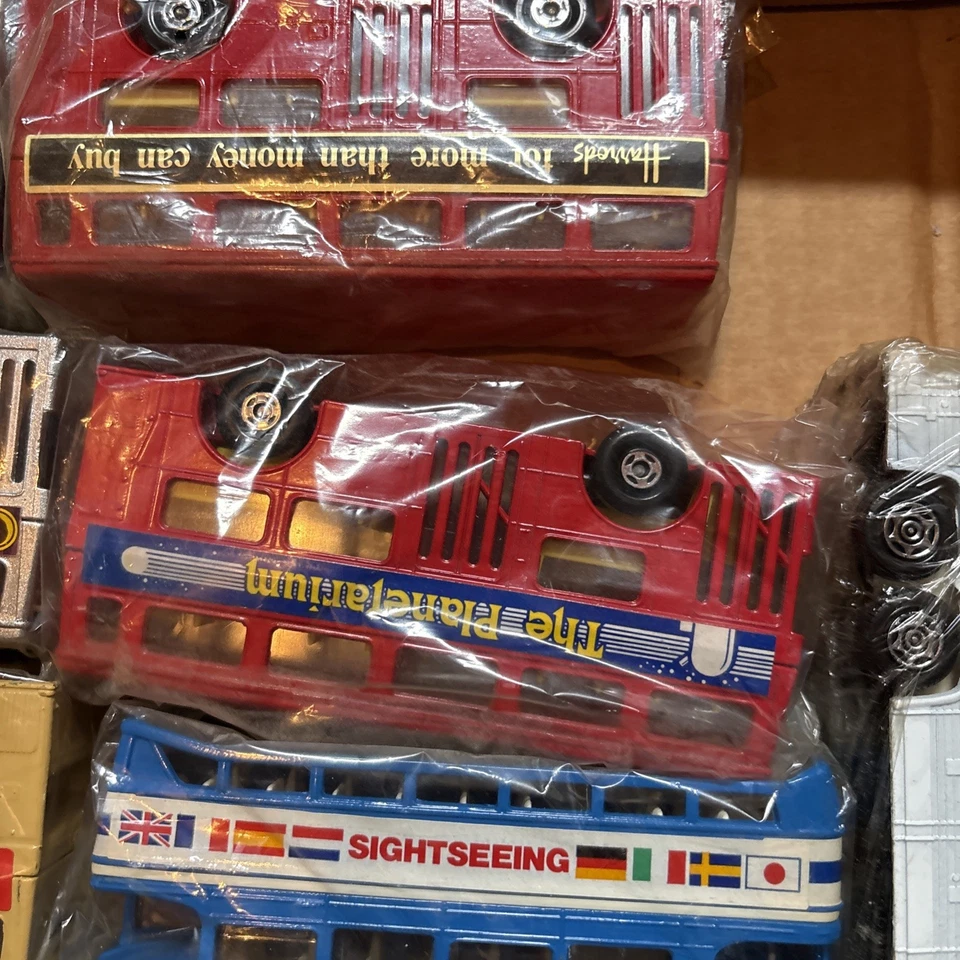 Harrods for more than money can buy
The Planetarium
SIGHTSEEING